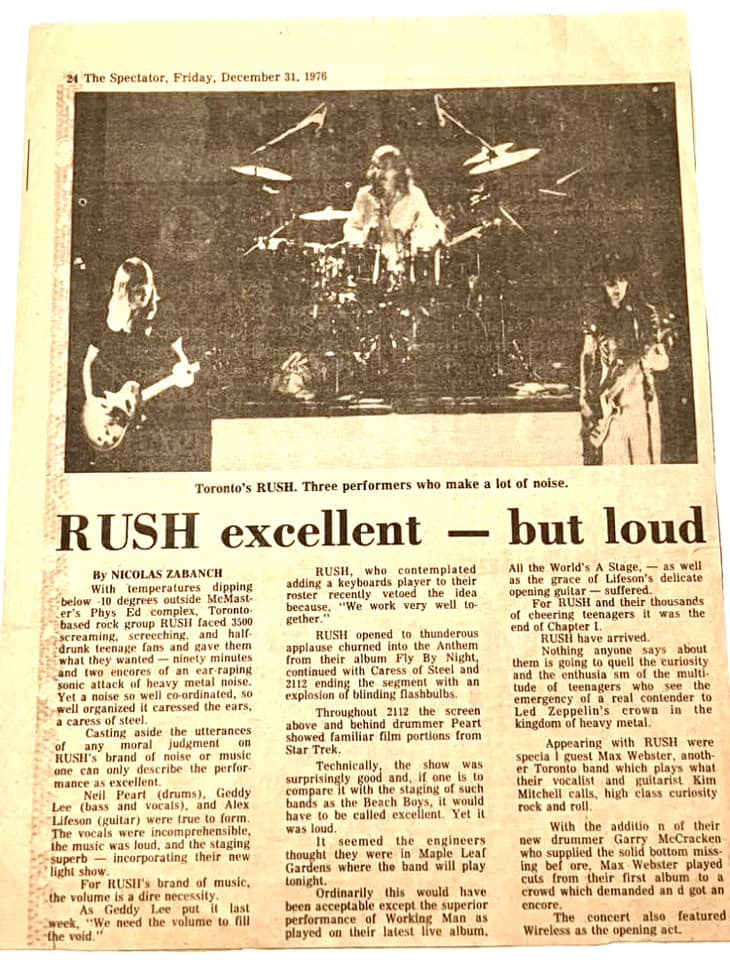 24 The Spectator, Friday, December 31, 1976
Toronto's RUSH. Three performers who make a lot of noise.
RUSH excellent — but loud
By NICOLAS ZABANCH
With temperatures dipping
below -10 degrees outside McMast-
er's Phys Ed complex, Toronto-
based rock group RUSH faced 3500
screaming, screeching, and half-
drunk teenage fans and gave them
what they wanted — ninety minutes
and two encores of an ear-raping
sonic attack of heavy metal noise.
Yet a noise so well co-ordinated, so
well organized it caressed the ears,
a caress of steel.
Casting aside the utterances
of any moral judgment on
RUSH's brand of noise or music
one can only describe the perfor-
mance as excellent.
Neil Peart (drums), Geddy
Lee (bass and vocals), and Alex
Lifeson (guitar) were true to form.
The vocals were incomprehensible,
the music was loud, and the staging
superb — incorporating their new
light show.
For RUSH's brand of music,
the volume is a dire necessity.
As Geddy Lee put it last
week, "We need the volume to fill
the void."
RUSH, who contemplated
adding a keyboards player to their
roster recently vetoed the idea
because, "We work very well to-
gether."
RUSH opened to thunderous
applause churned into the Anthem
from their album Fly By Night,
continued with Caress of Steel and
2112 ending the segment with an
explosion of blinding flashbulbs.
Throughout 2112 the screen
above and behind drummer Peart
showed familiar film portions from
Star Trek.
Technically, the show was
surprisingly good and, if one is to
compare it with the staging of such
bands as the Beach Boys, it would
have to be called excellent. Yet it
was loud.
It seemed the engineers
thought they were in Maple Leaf
Gardens where the band will play
tonight.
Ordinarily this would have
been acceptable except the superior
performance of Working Man as
played on their latest live album,
All the World's A Stage, — as well
as the grace of Lifeson's delicate
opening guitar — suffered.
For RUSH and their thousands
of cheering teenagers it was the
end of Chapter I.
RUSH have arrived.
Nothing anyone says about
them is going to quell the curiosity
and the enthusia sm of the multi-
tude of teenagers who see the
emergency of a real contender to
Led Zeppelin's crown in the
kingdom of heavy metal.
Appearing with RUSH were
specia l guest Max Webster, anoth-
er Toronto band which plays what
their vocalist and guitarist Kim
Mitchell calls, high class curiosity
rock and roll.
With the additio n of their
new drummer Garry McCracken
who supplied the solid bottom miss-
ing bef ore, Max Webster played
cuts from their first album to a
crowd which demanded an d got an
encore.
The concert also featured
Wireless as the opening act.